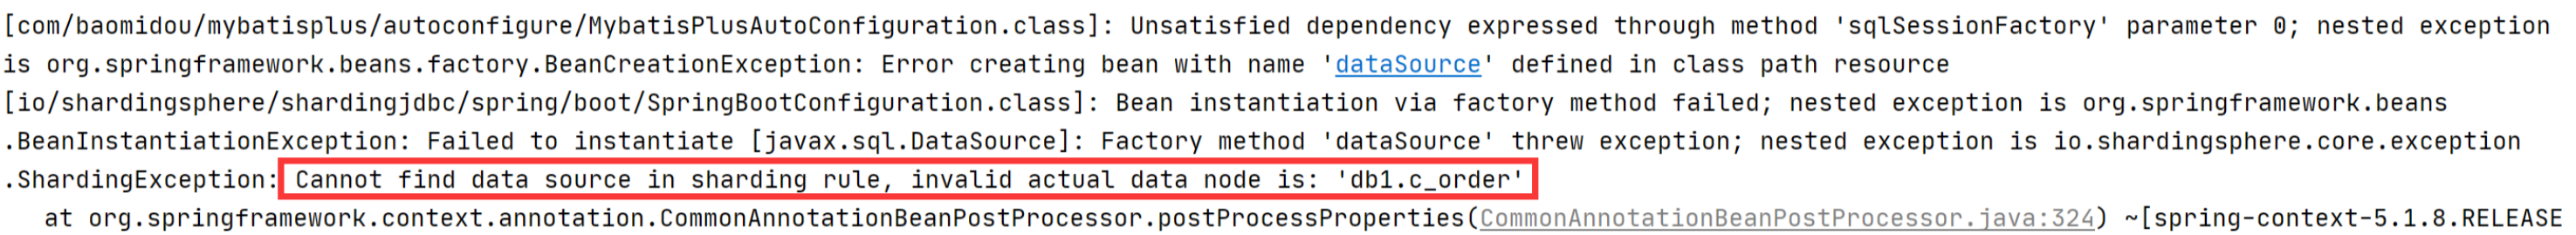 [com/baomidou/mybatisplus/autoconfigure/MybatisPlusAutoConfiguration.class]: Unsatisfied dependency expressed through method 'sqlSessionFactory' parameter 0; nested exception
is org.springframework.beans.factory.BeanCreationException: Error creating bean with name 'dataSource' defined in class path resource
[io/shardingsphere/shardingjdbc/spring/boot/SpringBootConfiguration.class]: Bean instantiation via factory method failed; nested exception is org.springframework.beans
.BeanInstantiationException: Failed to instantiate [javax.sql.DataSource]: Factory method 'dataSource' threw exception; nested exception is io.shardingsphere.core.exception
.ShardingException: Cannot find data source in sharding rule, invalid actual data node is: 'db1.c_order'
at org.springframework.context.annotation.CommonAnnotationBeanPostProcessor.postProcessProperties(CommonAnnotationBeanPostProcessor.java:324) ~[spring-context-5.1.8.RELEASE